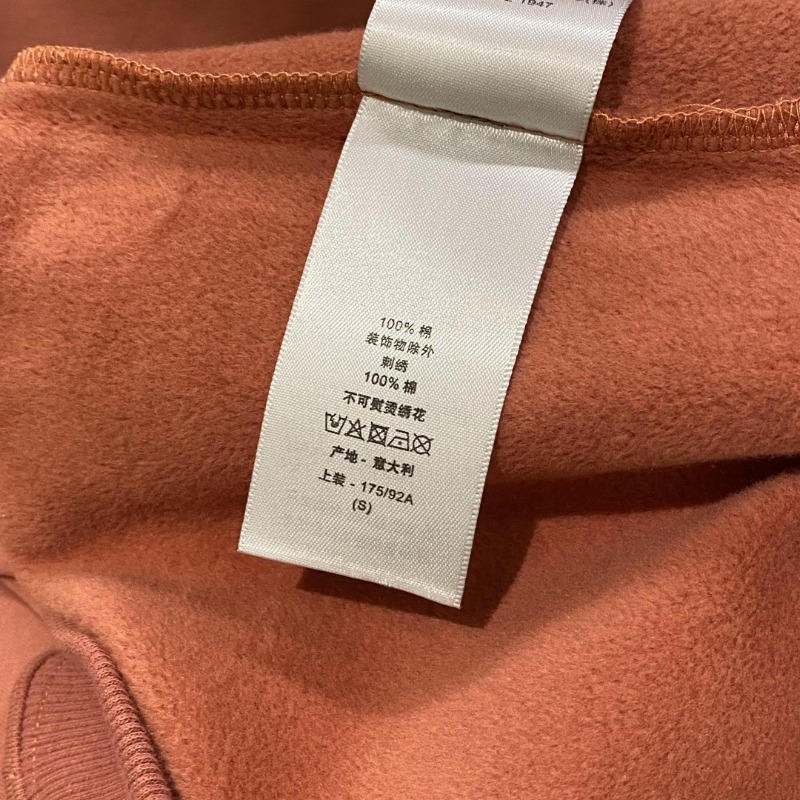 1947
100% 棉
装饰物除外
刺绣
100% 棉
不可熨烫绣花
产地 - 意大利
上装 - 175/92A
(S)